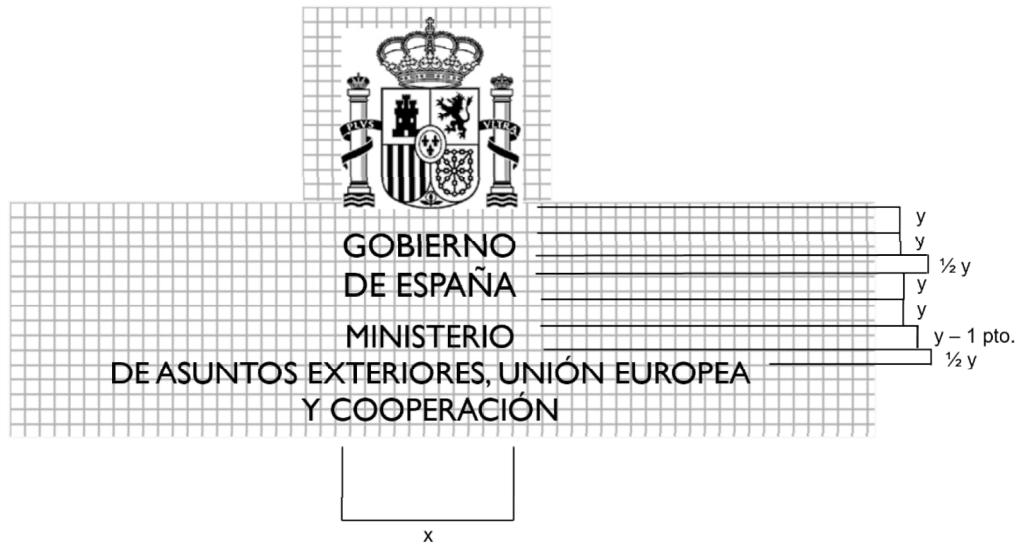 PLVS VLTRA
GOBIERNO
DE ESPAÑA
MINISTERIO
DE ASUNTOS EXTERIORES, UNIÓN EUROPEA
Y COOPERACIÓN
y
y
½ y
y
y
y – 1 pto.
½ y
x